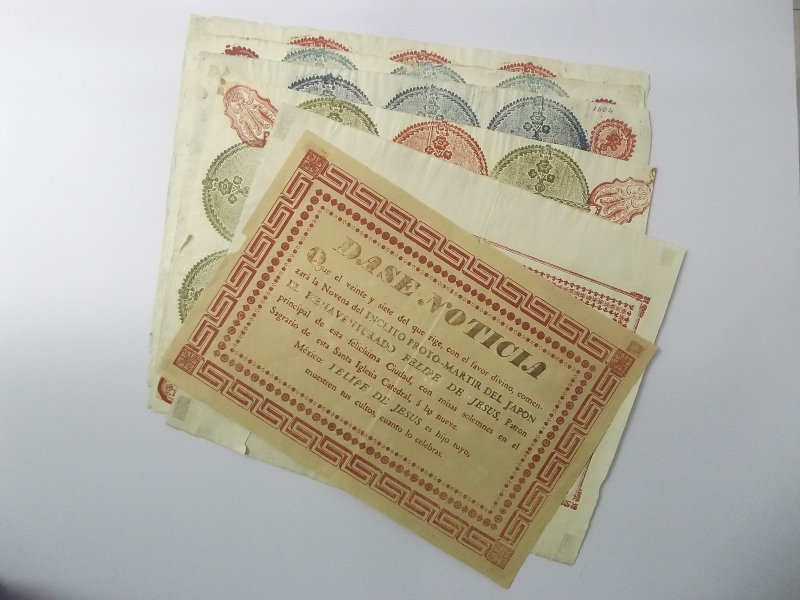 1804
DASE NOTICIA
Que el veinte y siete del que rige, con el favor divino, comen-
zará la Novena del INCLITO PROTO-MARTIR DEL JAPON
EL BIENAVENTURADO FELIPE DE JESUS, Patron
principal de esta felicísima Ciudad, con misas solemnes en el
Sagrario de esta Santa Iglesia Catedral, á las nueve.
México: FELIPE DE JESUS es hijo tuyo,
muestren tus cultos, cuanto lo celebras.